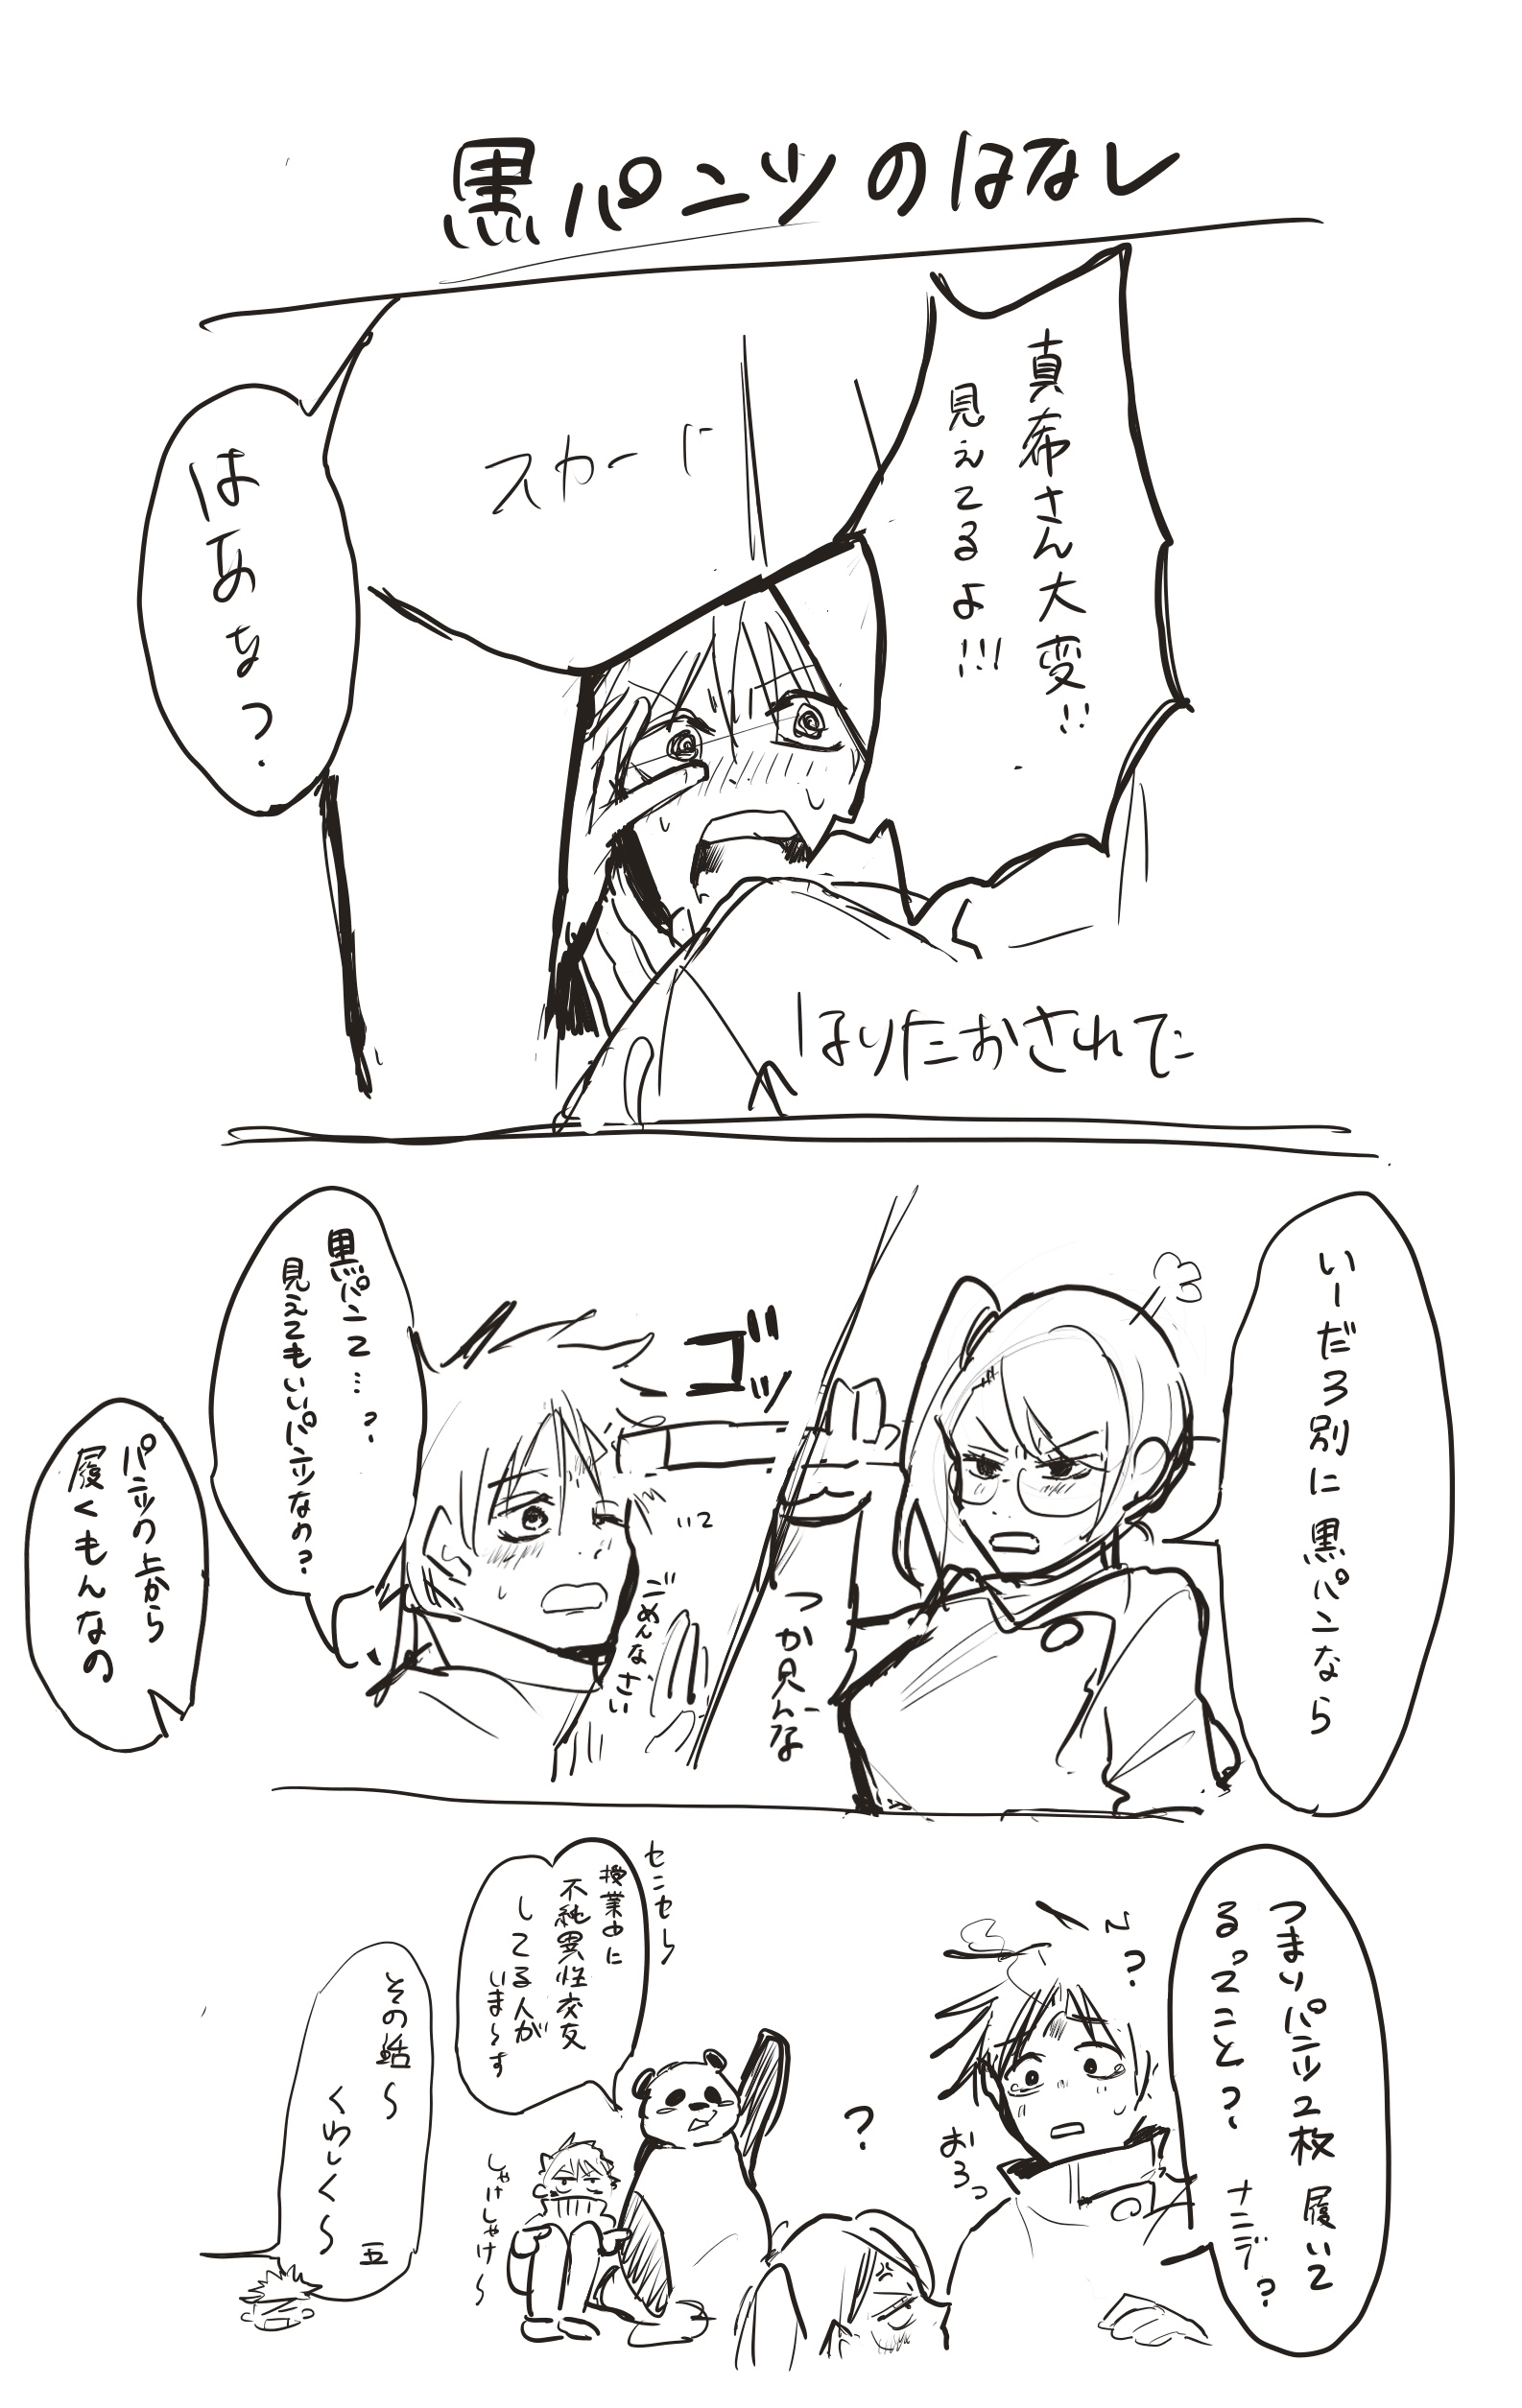 黒パンツのはなし
真希さん大変!!
見えてるよ!!!
スカート
はあな?
はりたおされてた
いーだろ別に黒パンなら
つか見んな
ゴッ
いて
ごめんなさい
黒パンて…?
見えてもいいパンツなの?
パンツの上から
履くもんなの
つまりパンツ2枚履いて
るってこと? ナンデ?
え?
おろっ
?
センセ〜
授業中に
不純異性交友
してる人が
いま〜す
しゃけしゃけ〜
その話〜
くわしく〜
五